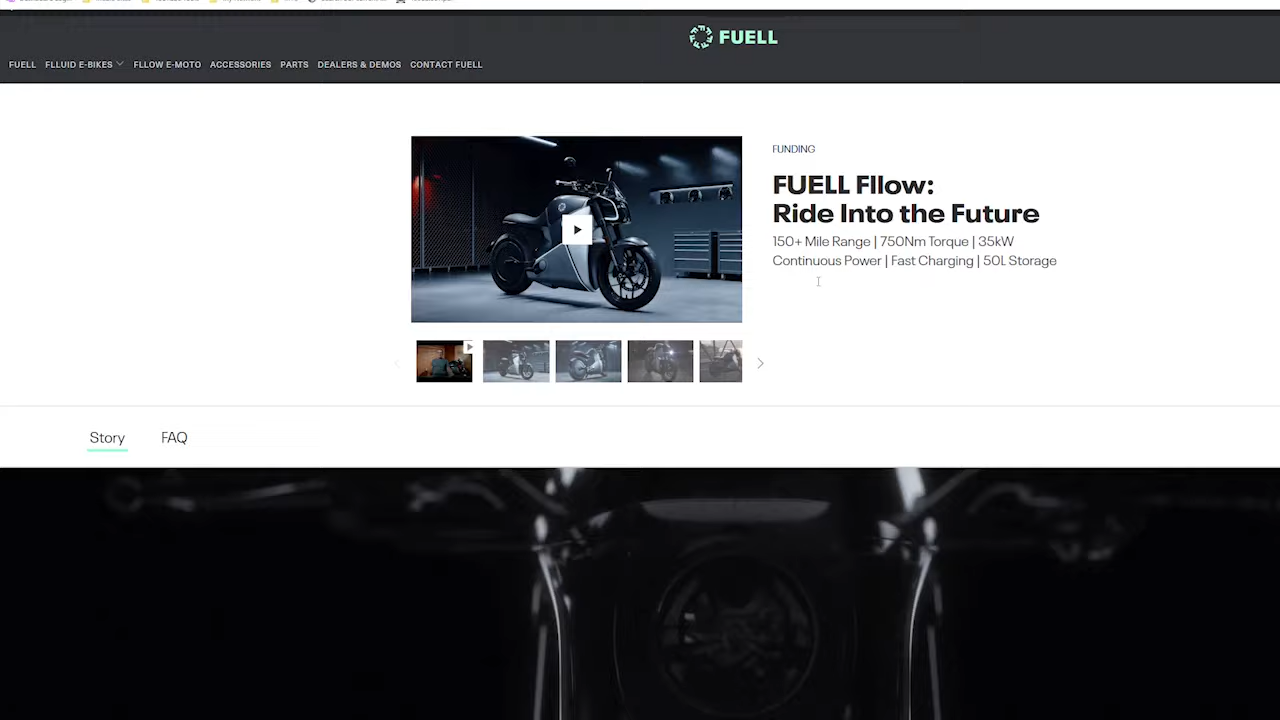 FUELL
FUELL FLLUID E-BIKES FLLOW E-MOTO ACCESSORIES PARTS DEALERS & DEMOS CONTACT FUELL
FUNDING
FUELL Fllow:
Ride Into the Future
150+ Mile Range | 750Nm Torque | 35kW
Continuous Power | Fast Charging | 50L Storage
Story FAQ